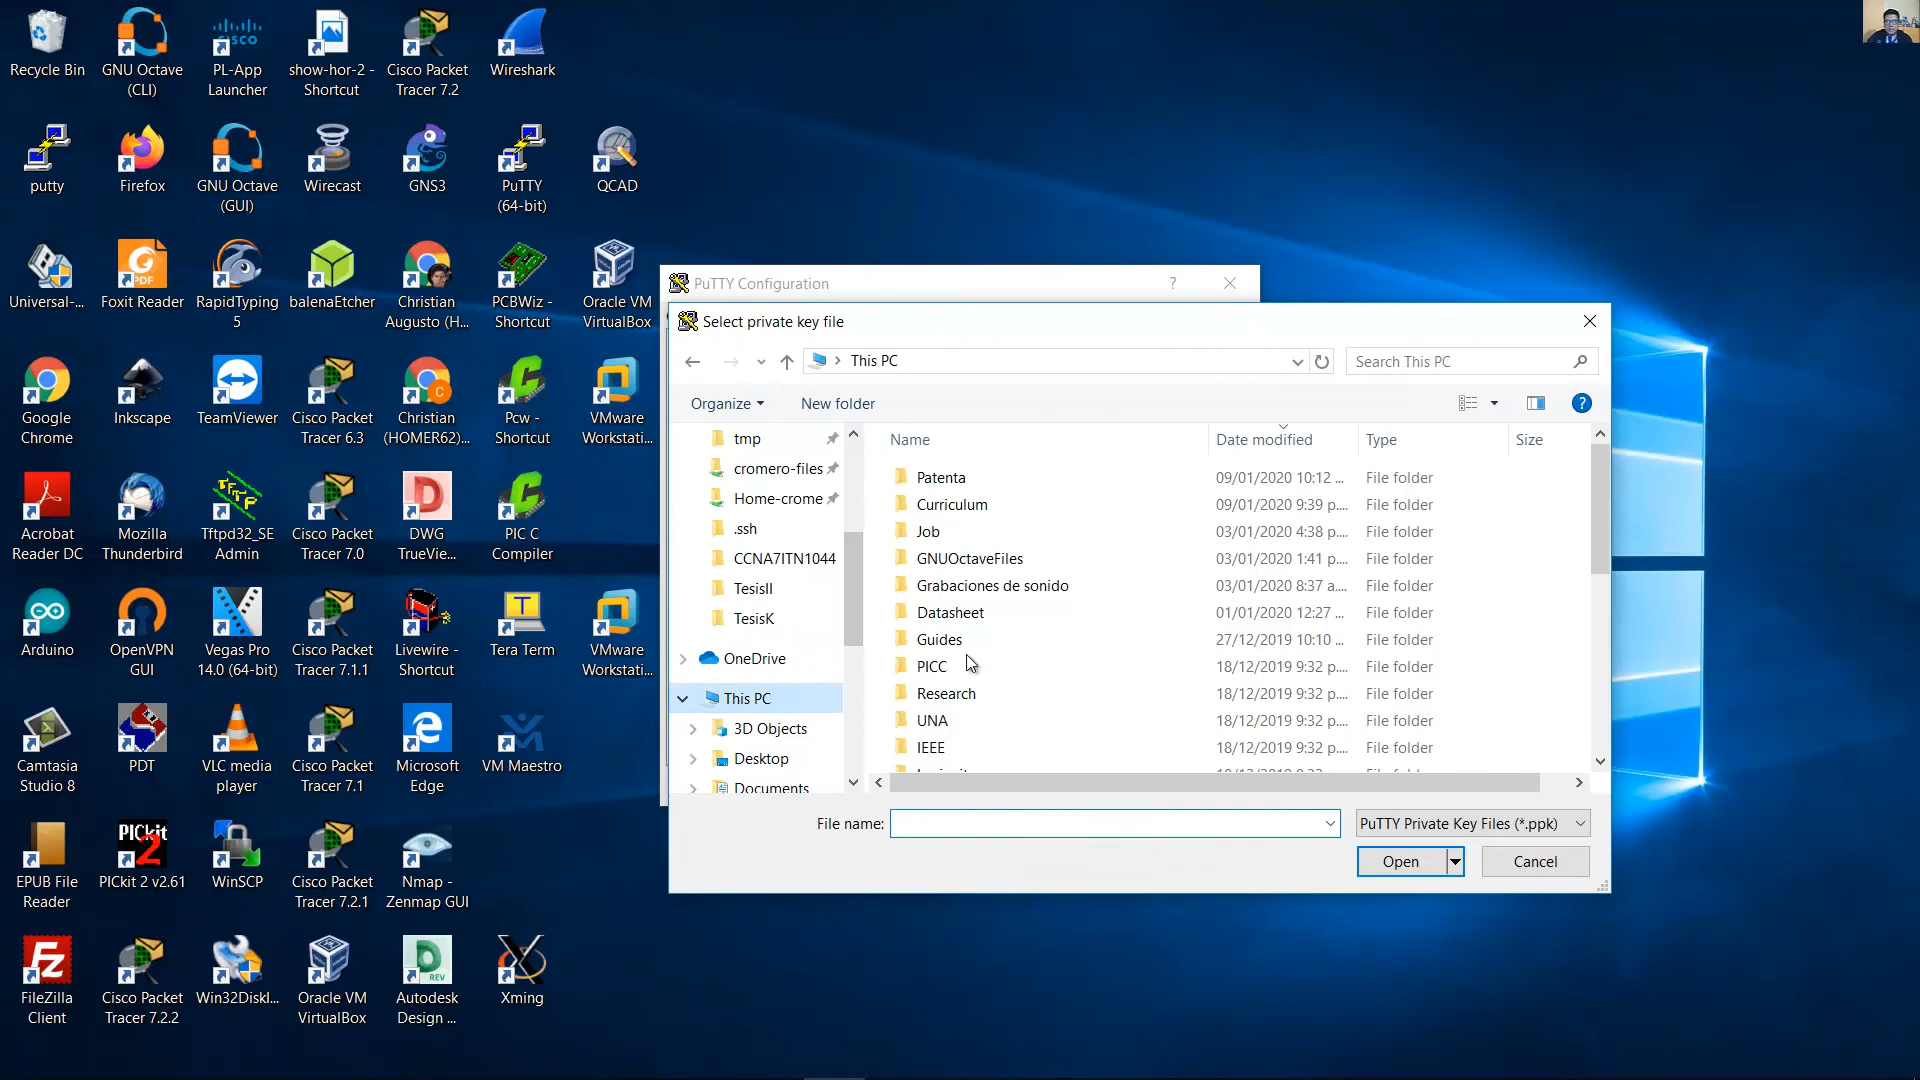 Recycle Bin
GNU Octave
(CLI)
PL-App
Launcher
show-hor-2 -
Shortcut
Cisco Packet
Tracer 7.2
Wireshark
putty
Firefox
GNU Octave
(GUI)
Wirecast
GNS3
PuTTY
(64-bit)
QCAD
Universal-...
Foxit Reader
RapidTyping
5
balenaEtcher
Christian
Augusto (H...
PCBWiz -
Shortcut
Oracle VM
VirtualBox
Google
Chrome
Inkscape
TeamViewer
Cisco Packet
Tracer 6.3
Christian
(HOMER62)...
Pcw -
Shortcut
VMware
Workstati...
Acrobat
Reader DC
Mozilla
Thunderbird
Tftpd32_SE
Admin
Cisco Packet
Tracer 7.0
DWG
TrueVie...
PIC C
Compiler
Arduino
OpenVPN
GUI
Vegas Pro
14.0 (64-bit)
Cisco Packet
Tracer 7.1.1
Livewire -
Shortcut
Tera Term
VMware
Workstati...
Camtasia
Studio 8
PDT
VLC media
player
Cisco Packet
Tracer 7.1
Microsoft
Edge
VM Maestro
EPUB File
Reader
PICkit 2 v2.61
WinSCP
Cisco Packet
Tracer 7.2.1
Nmap -
Zenmap GUI
FileZilla
Client
Cisco Packet
Tracer 7.2.2
Win32DiskI...
Oracle VM
VirtualBox
Autodesk
Design ...
Xming
PuTTY Configuration ?
Select private key file
This PC
Search This PC
Organize
New folder
tmp
cromero-files
Home-crome
.ssh
CCNA7ITN1044
TesisII
TesisK
OneDrive
This PC
3D Objects
Desktop
Documents
Name Date modified Type Size
Patenta 09/01/2020 10:12 ... File folder
Curriculum 09/01/2020 9:39 p.... File folder
Job 03/01/2020 4:38 p.... File folder
GNUOctaveFiles 03/01/2020 1:41 p.... File folder
Grabaciones de sonido 03/01/2020 8:37 a.... File folder
Datasheet 01/01/2020 12:27 ... File folder
Guides 27/12/2019 10:10 ... File folder
PICC 18/12/2019 9:32 p.... File folder
Research 18/12/2019 9:32 p.... File folder
UNA 18/12/2019 9:32 p.... File folder
IEEE 18/12/2019 9:32 p.... File folder
File name:
PuTTY Private Key Files (*.ppk)
Open
Cancel